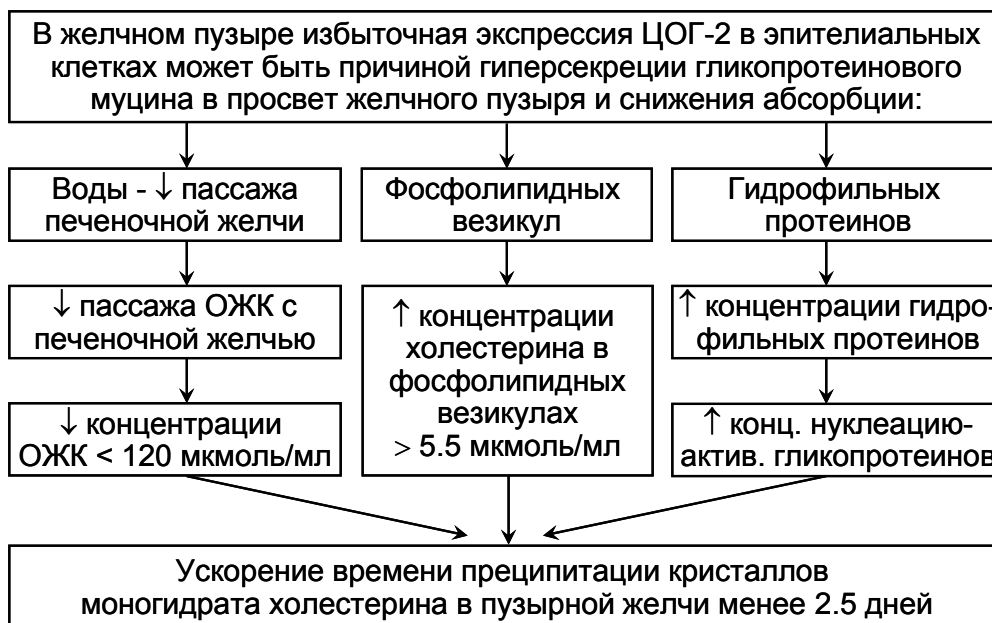 В желчном пузыре избыточная экспрессия ЦОГ-2 в эпителиальных
клетках может быть причиной гиперсекреции гликопротеинового
муцина в просвет желчного пузыря и снижения абсорбции:
Воды - ↓ пассажа
печеночной желчи
Фосфолипидных
везикул
Гидрофильных
протеинов
↓ пассажа ОЖК с
печеночной желчью
↑ концентрации
холестерина в
фосфолипидных
везикулах
> 5.5 мкмоль/мл
↑ концентрации гидро-
фильных протеинов
↓ концентрации
ОЖК < 120 мкмоль/мл
↑ конц. нуклеацию-
актив. гликопротеинов
Ускорение времени преципитации кристаллов
моногидрата холестерина в пузырной желчи менее 2.5 дней